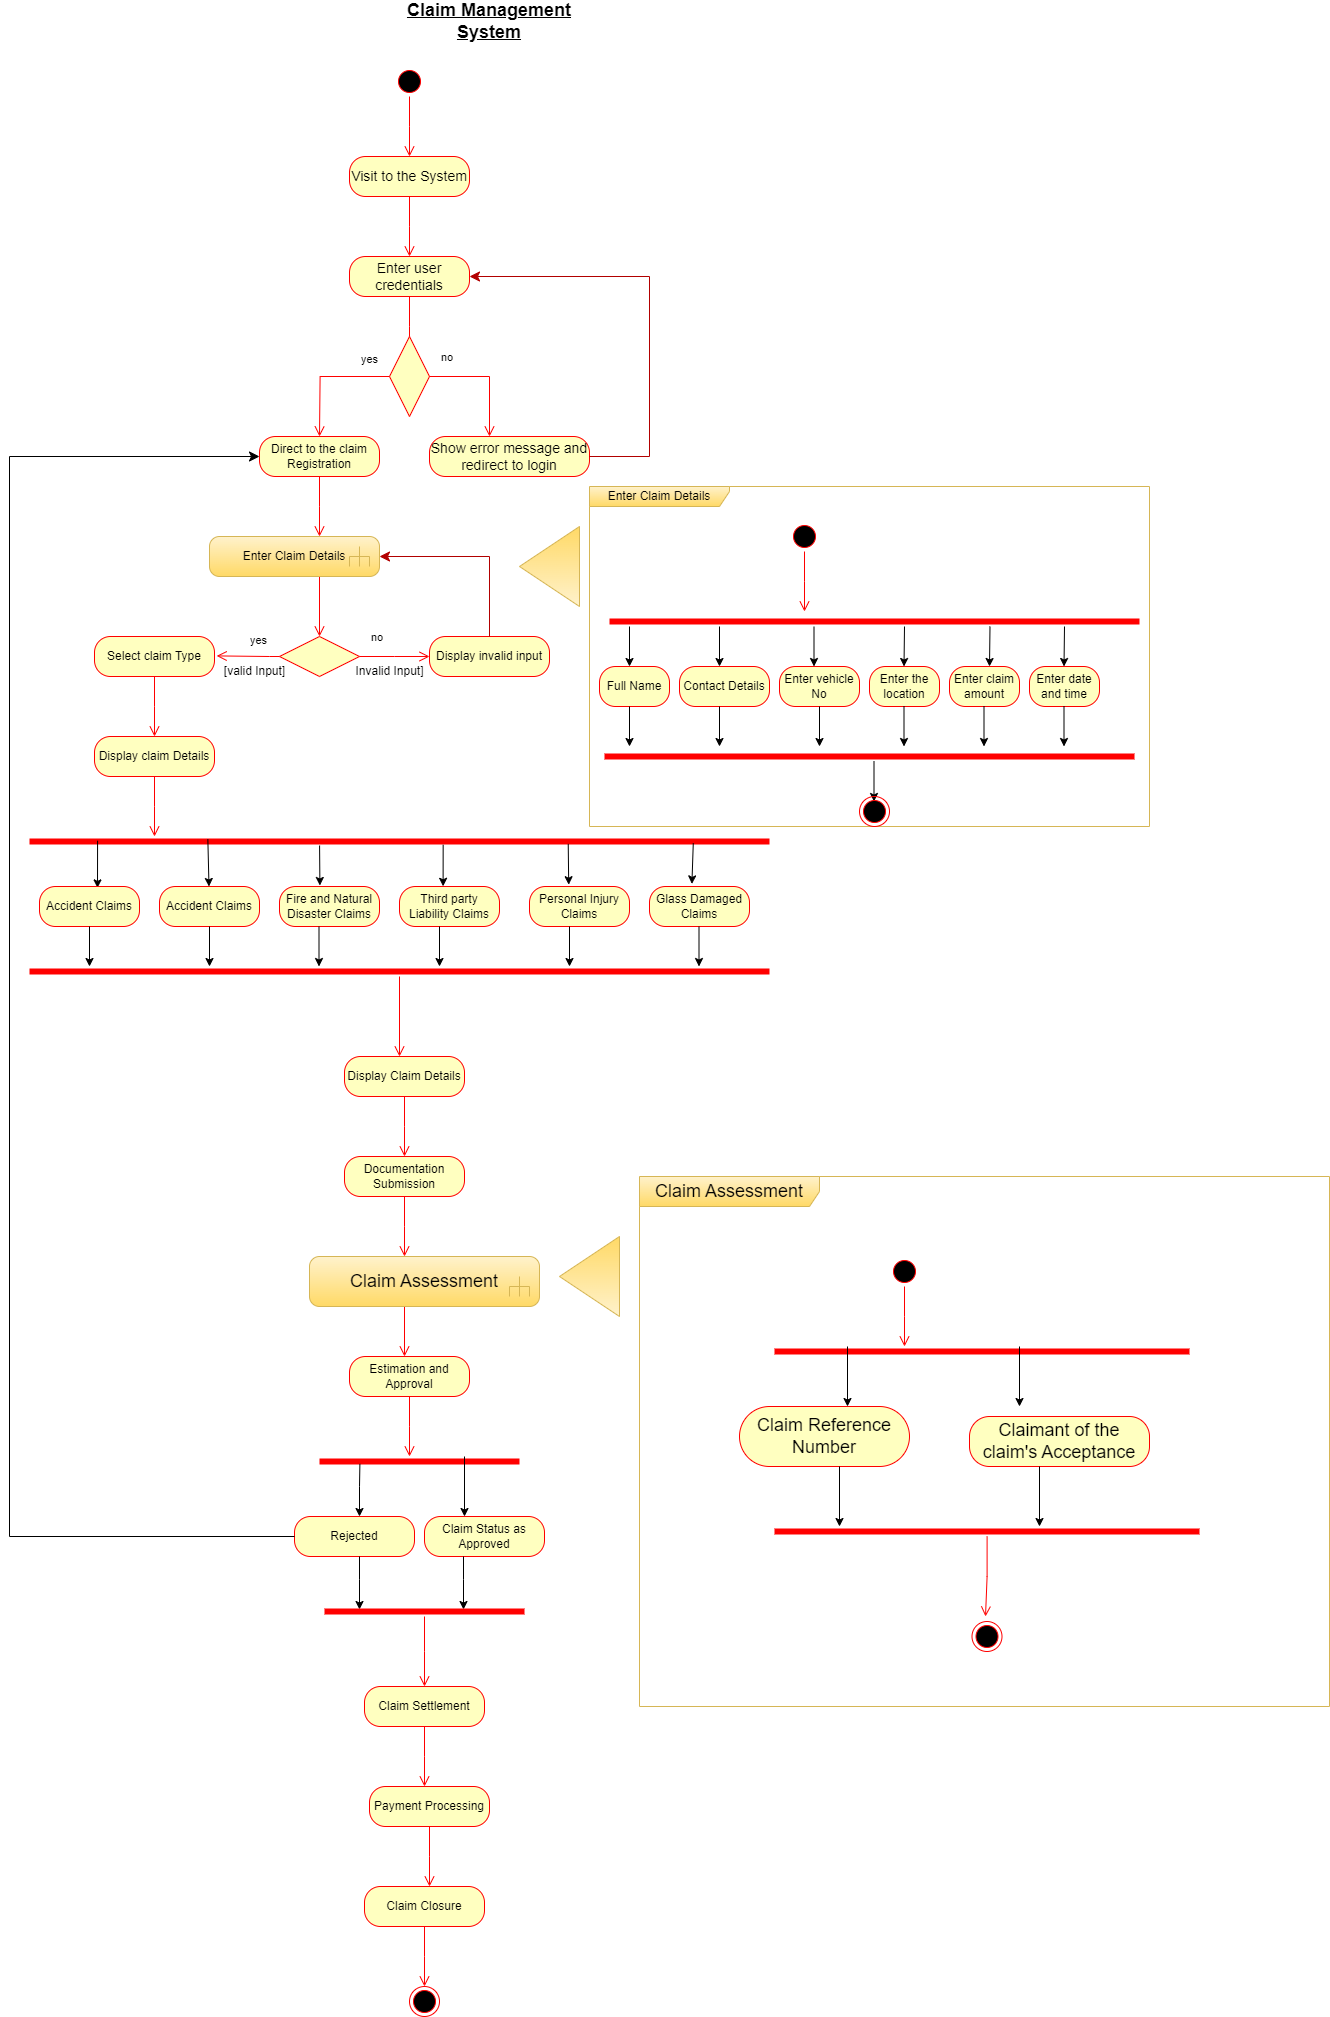 Claim Management
System
Visit to the System
Enter user
credentials
yes
no
Direct to the claim
Registration
Show error message and
redirect to login
Enter Claim Details
Enter Claim Details
yes
no
Select claim Type
[valid Input]
Invalid Input]
Display invalid input
Full Name
Contact Details
Enter vehicle
No
Enter the
location
Enter claim
amount
Enter date
and time
Display claim Details
Accident Claims
Accident Claims
Fire and Natural
Disaster Claims
Third party
Liability Claims
Personal Injury
Claims
Glass Damaged
Claims
Display Claim Details
Documentation
Submission
Claim Assessment
Claim Assessment
Estimation and
Approval
Claim Reference
Number
Claimant of the
claim's Acceptance
Rejected
Claim Status as
Approved
Claim Settlement
Payment Processing
Claim Closure